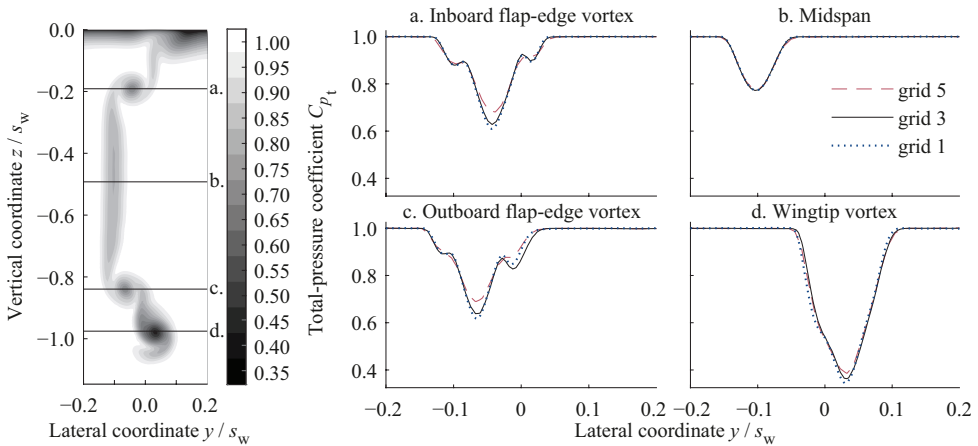 a. Inboard flap-edge vortex
b. Midspan
0.0
−0.2
−0.4
−0.6
−0.8
−1.0
Vertical coordinate z / s_w
a.
b.
c.
d.
−0.2 0.0 0.2
Lateral coordinate y / s_w
1.00
0.95
0.90
0.85
0.80
0.75
0.70
0.65
0.60
0.55
0.50
0.45
0.40
0.35
Total-pressure coefficient C_{p_t}
1.0
0.8
0.6
0.4
grid 5
grid 3
grid 1
c. Outboard flap-edge vortex
d. Wingtip vortex
1.0
0.8
0.6
0.4
−0.2 −0.1 0 0.1 0.2
−0.2 −0.1 0 0.1 0.2
Lateral coordinate y / s_w